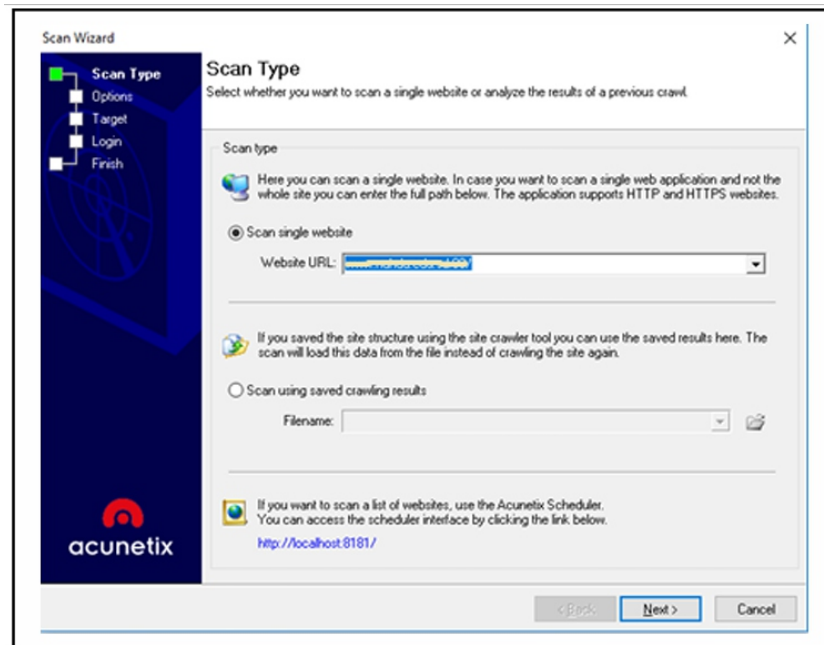 Scan Wizard
Scan Type
Options
Target
Login
Finish
Scan Type
Select whether you want to scan a single website or analyze the results of a previous crawl.
Scan type
Here you can scan a single website. In case you want to scan a single web application and not the
whole site you can enter the full path below. The application supports HTTP and HTTPS websites.
Scan single website
Website URL:
If you saved the site structure using the site crawler tool you can use the saved results here. The
scan will load this data from the file instead of crawling the site again.
Scan using saved crawling results
Filename:
If you want to scan a list of websites, use the Acunetix Scheduler.
You can access the scheduler interface by clicking the link below.
http://localhost:8181/
acunetix
< Back
Next >
Cancel